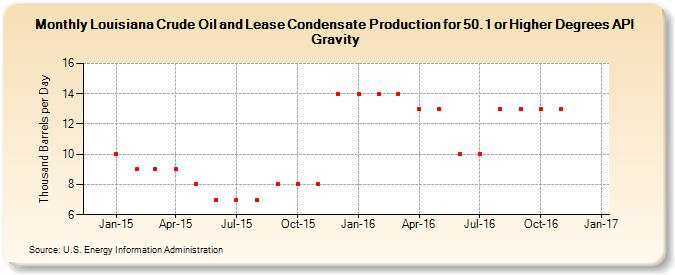 Monthly Louisiana Crude Oil and Lease Condensate Production for 50.1 or Higher Degrees API
Gravity
Thousand Barrels per Day
16
14
12
10
8
6
Jan-15 Apr-15 Jul-15 Oct-15 Jan-16 Apr-16 Jul-16 Oct-16 Jan-17
Source: U.S. Energy Information Administration